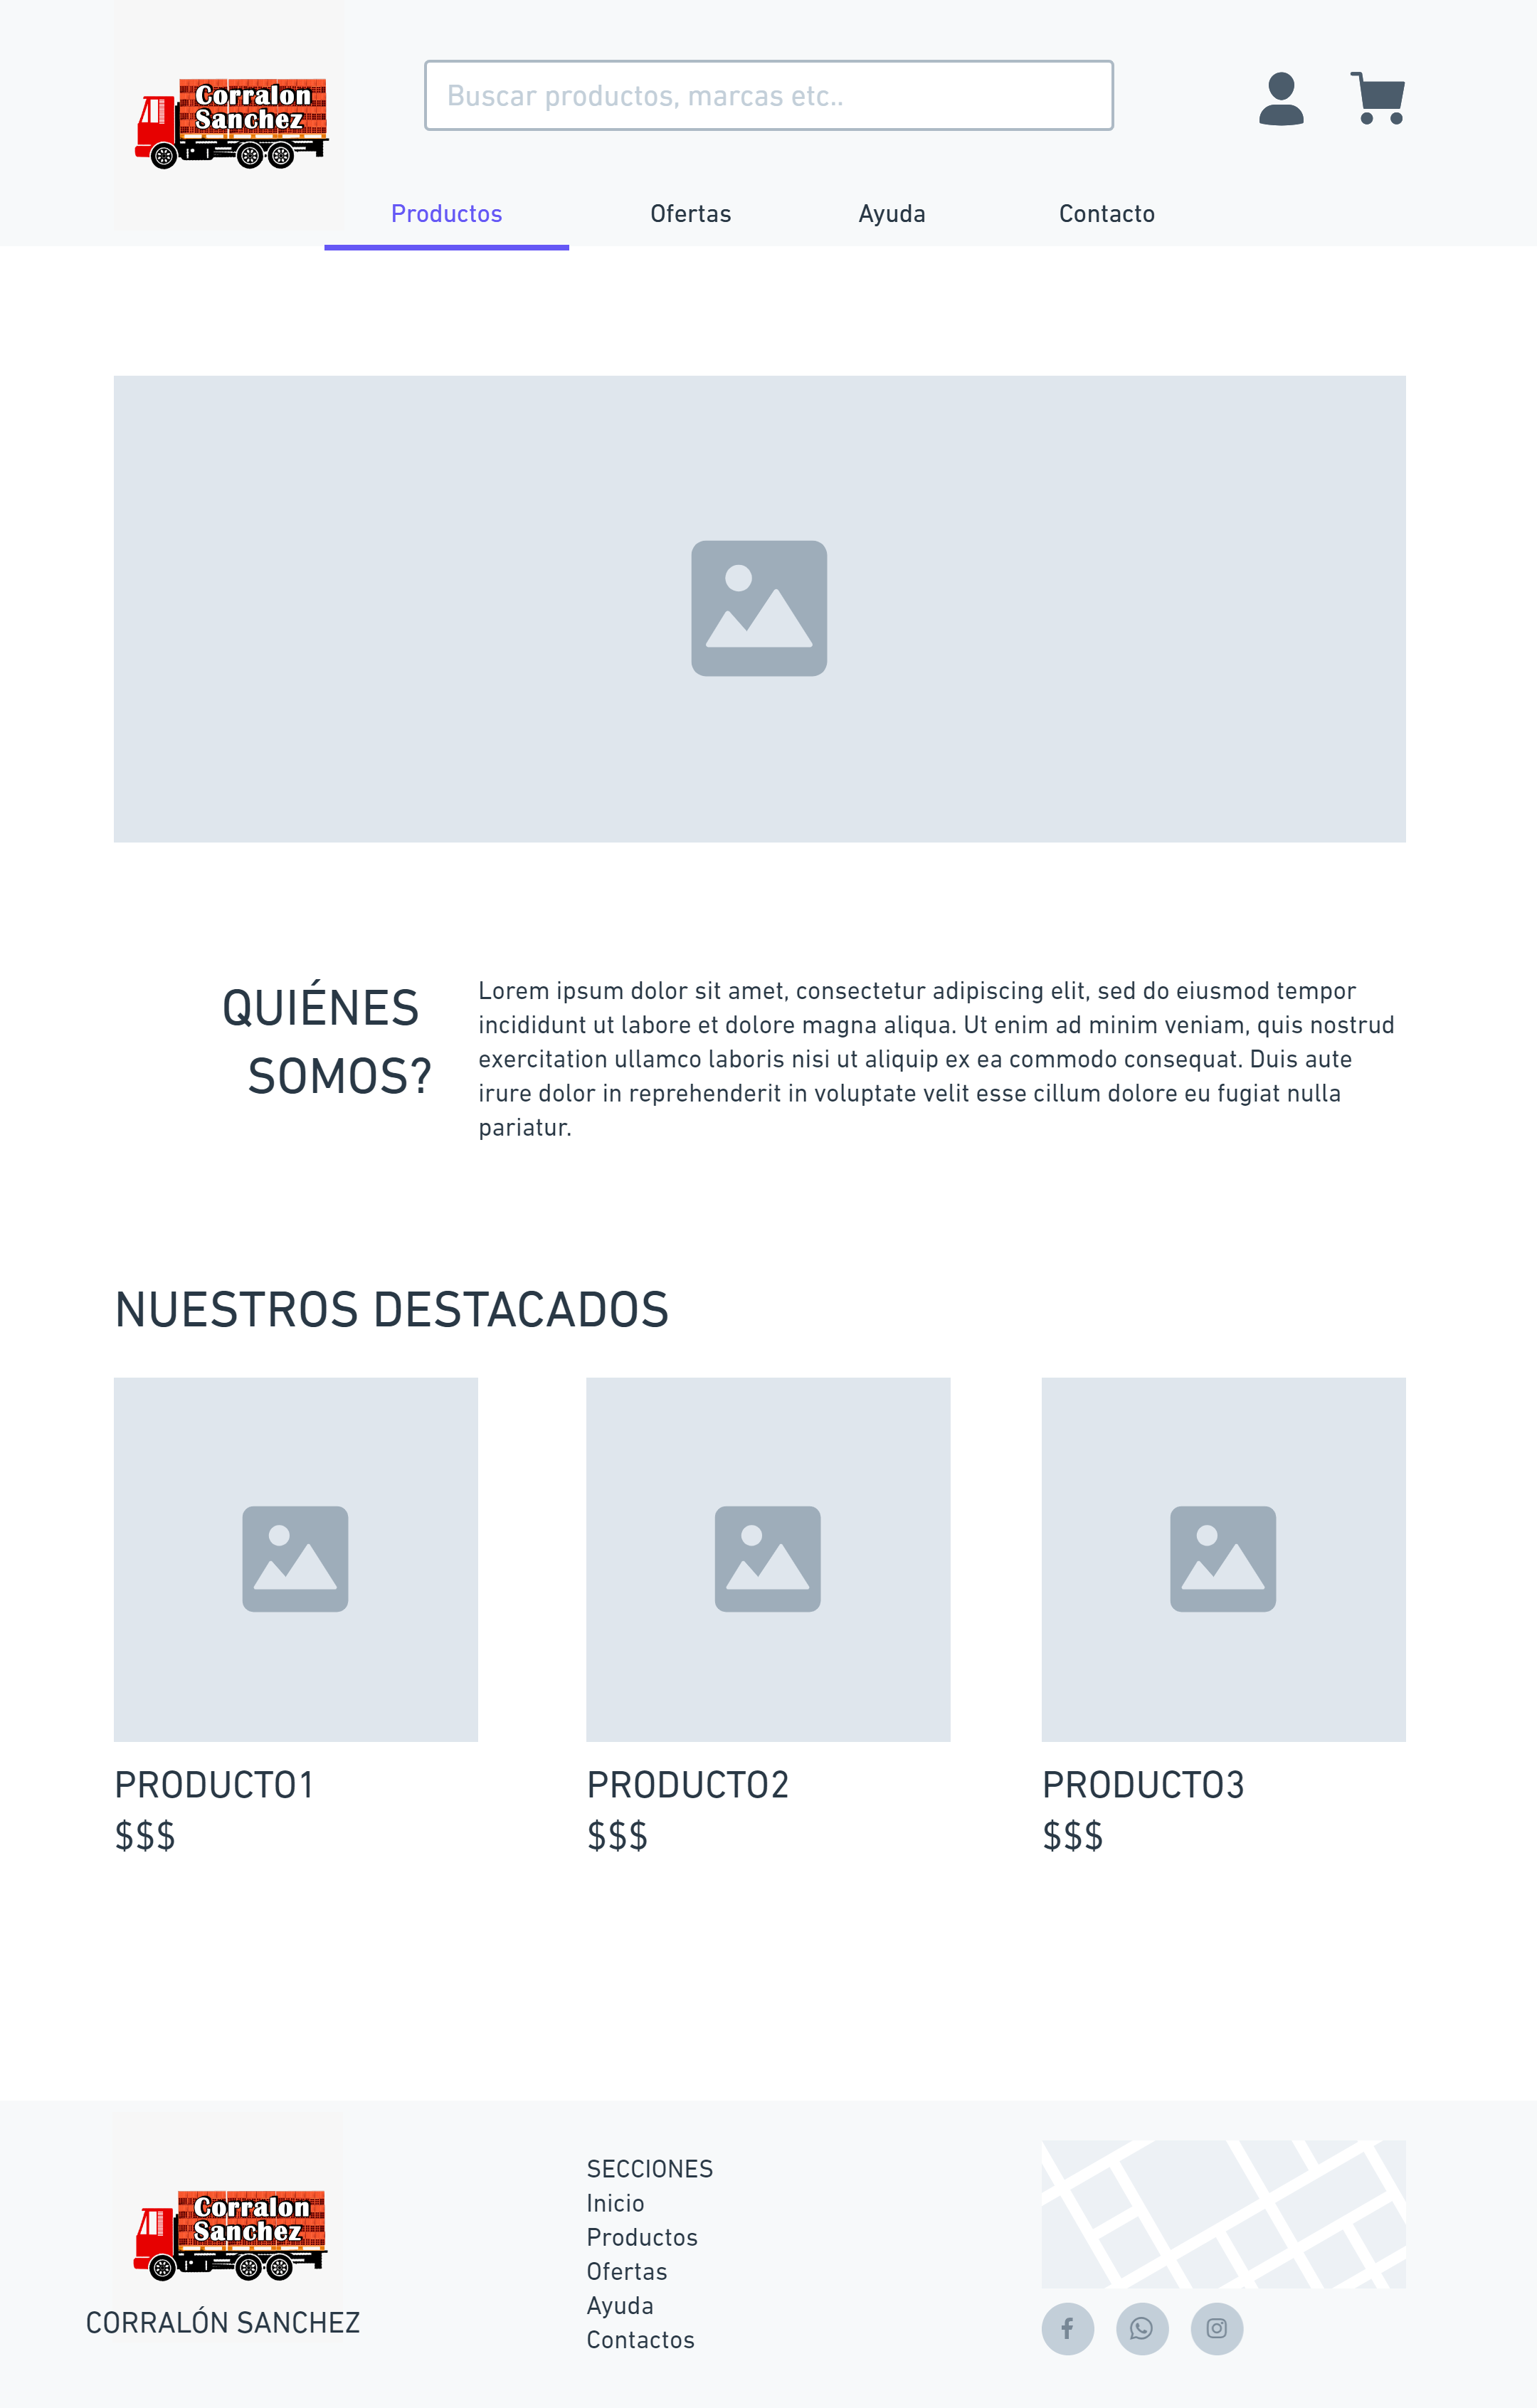 Corralon
Sanchez
Buscar productos, marcas etc..
Productos
Ofertas
Ayuda
Contacto
QUIÉNES
SOMOS?
Lorem ipsum dolor sit amet, consectetur adipiscing elit, sed do eiusmod tempor
incididunt ut labore et dolore magna aliqua. Ut enim ad minim veniam, quis nostrud
exercitation ullamco laboris nisi ut aliquip ex ea commodo consequat. Duis aute
irure dolor in reprehenderit in voluptate velit esse cillum dolore eu fugiat nulla
pariatur.
NUESTROS DESTACADOS
PRODUCTO1
$$$
PRODUCTO2
$$$
PRODUCTO3
$$$
Corralon
Sanchez
CORRALÓN SANCHEZ
SECCIONES
Inicio
Productos
Ofertas
Ayuda
Contactos